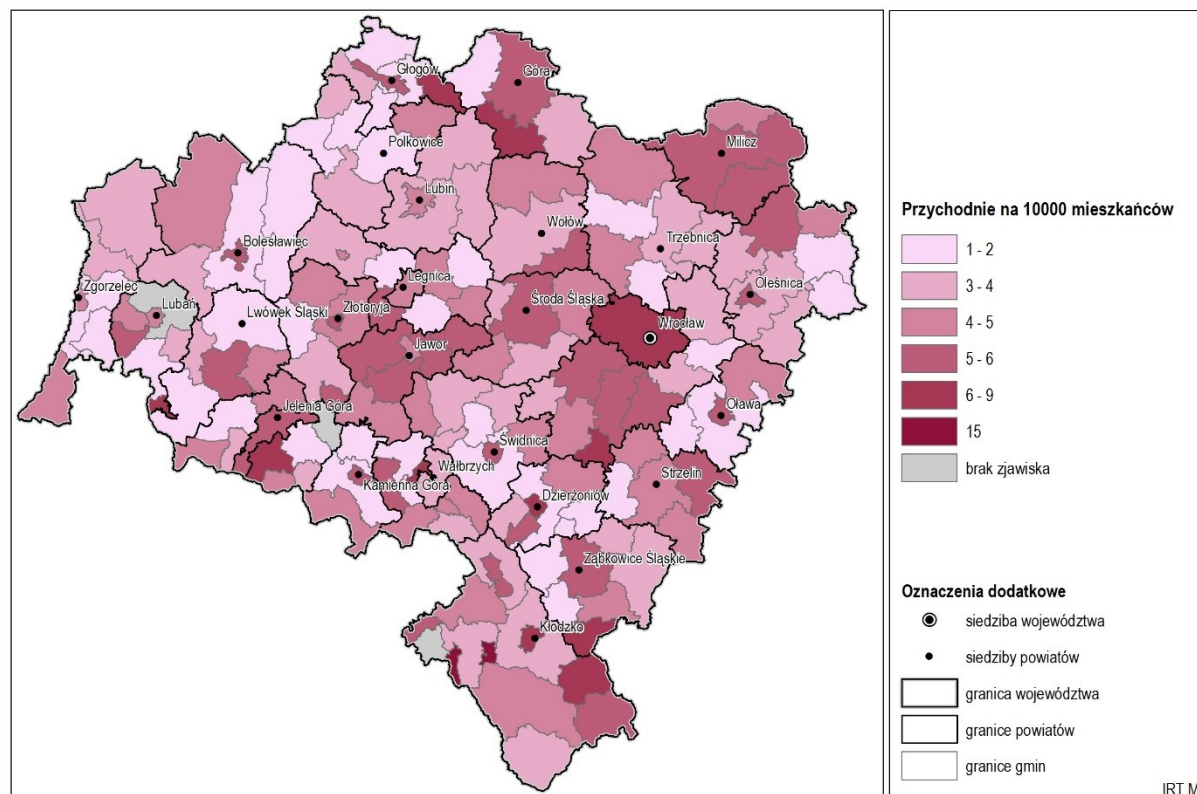 Głogów
Góra
Polkowice
Milicz
Lubin
Wołów
Trzebnica
Bolesławiec
Zgorzelec
Lubań
Legnica
Oleśnica
Lwówek Śląski
Złotoryja
Środa Śląska
Wrocław
Jawor
Jelenia Góra
Oława
Świdnica
Wałbrzych
Kamienna Góra
Strzelin
Dzierżoniów
Ząbkowice Śląskie
Kłodzko
Przychodnie na 10000 mieszkańców
1 - 2
3 - 4
4 - 5
5 - 6
6 - 9
15
brak zjawiska
Oznaczenia dodatkowe
siedziba województwa
siedziby powiatów
granica województwa
granice powiatów
granice gmin
IRT M